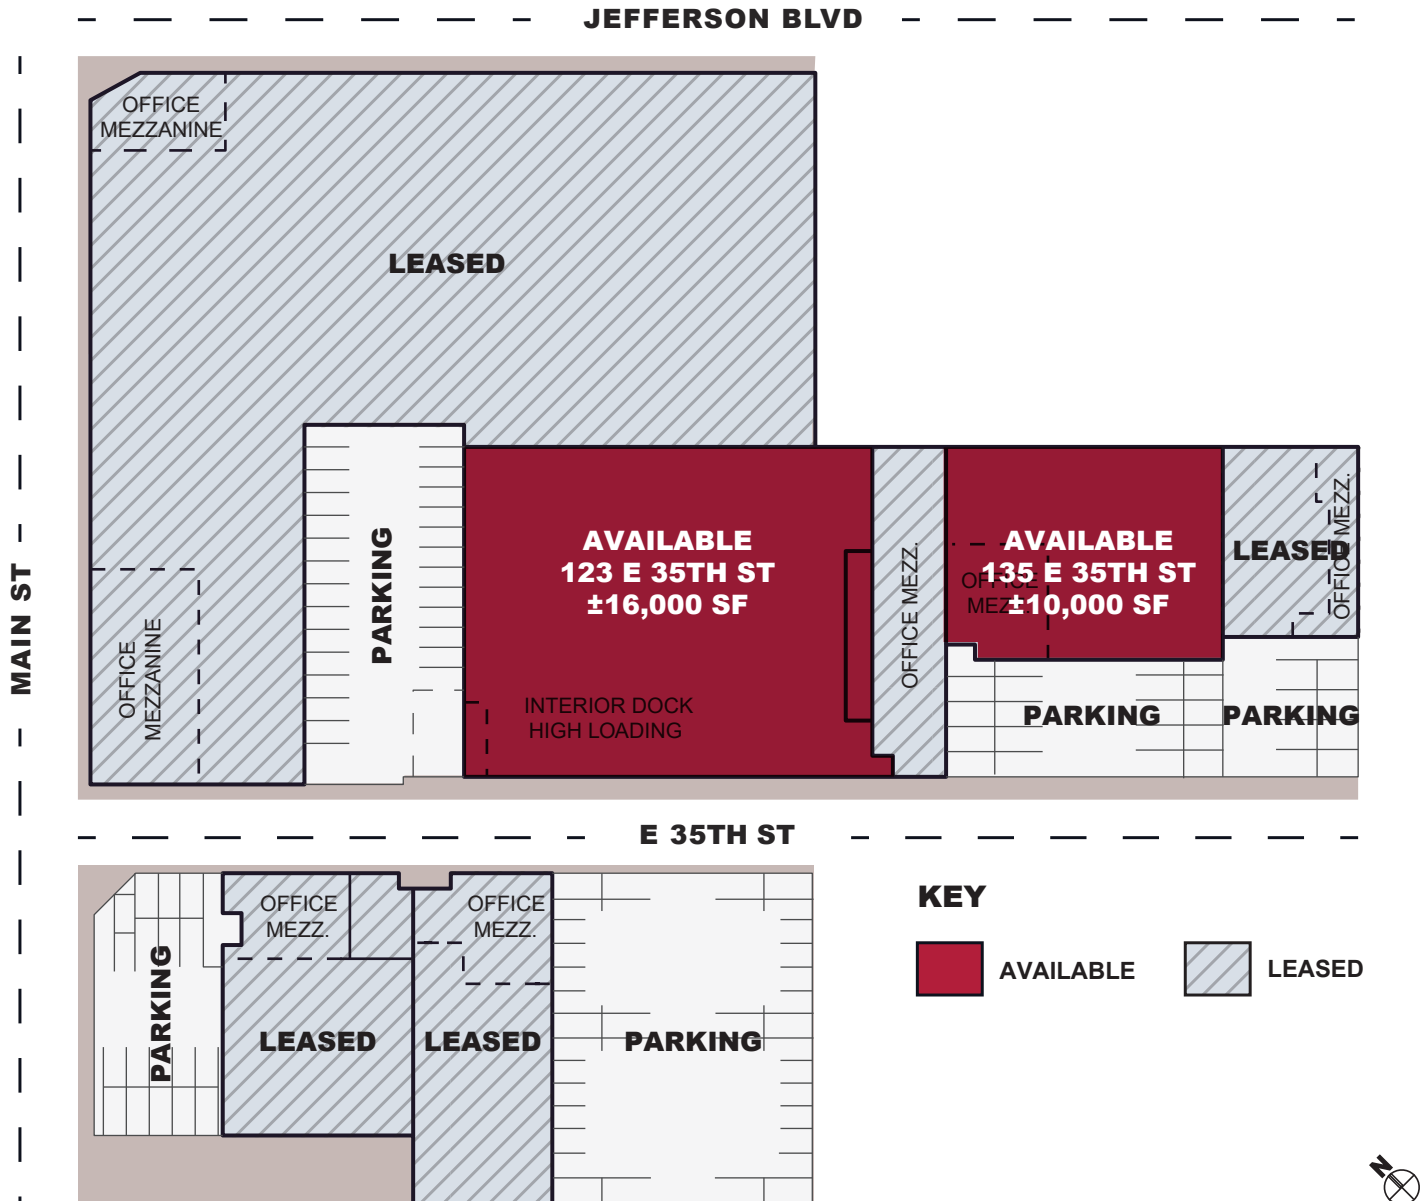 JEFFERSON BLVD
MAIN ST
OFFICE
MEZZANINE
LEASED
OFFICE
MEZZANINE
PARKING
AVAILABLE
123 E 35TH ST
±16,000 SF
INTERIOR DOCK
HIGH LOADING
OFFICE MEZZ.
AVAILABLE
135 E 35TH ST
±10,000 SF
OFFICE
MEZZ.
LEASED
OFFICE MEZZ.
PARKING
PARKING
E 35TH ST
PARKING
OFFICE
MEZZ.
LEASED
OFFICE
MEZZ.
LEASED
PARKING
KEY
AVAILABLE
LEASED
N